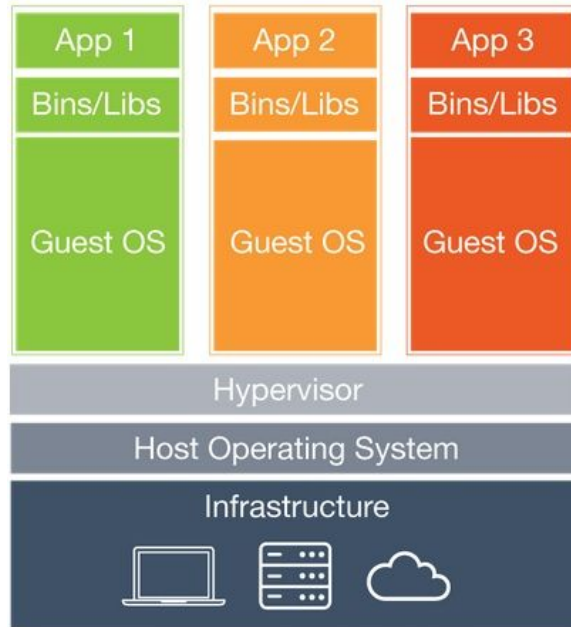 App 1
App 2
App 3
Bins/Libs
Bins/Libs
Bins/Libs
Guest OS
Guest OS
Guest OS
Hypervisor
Host Operating System
Infrastructure